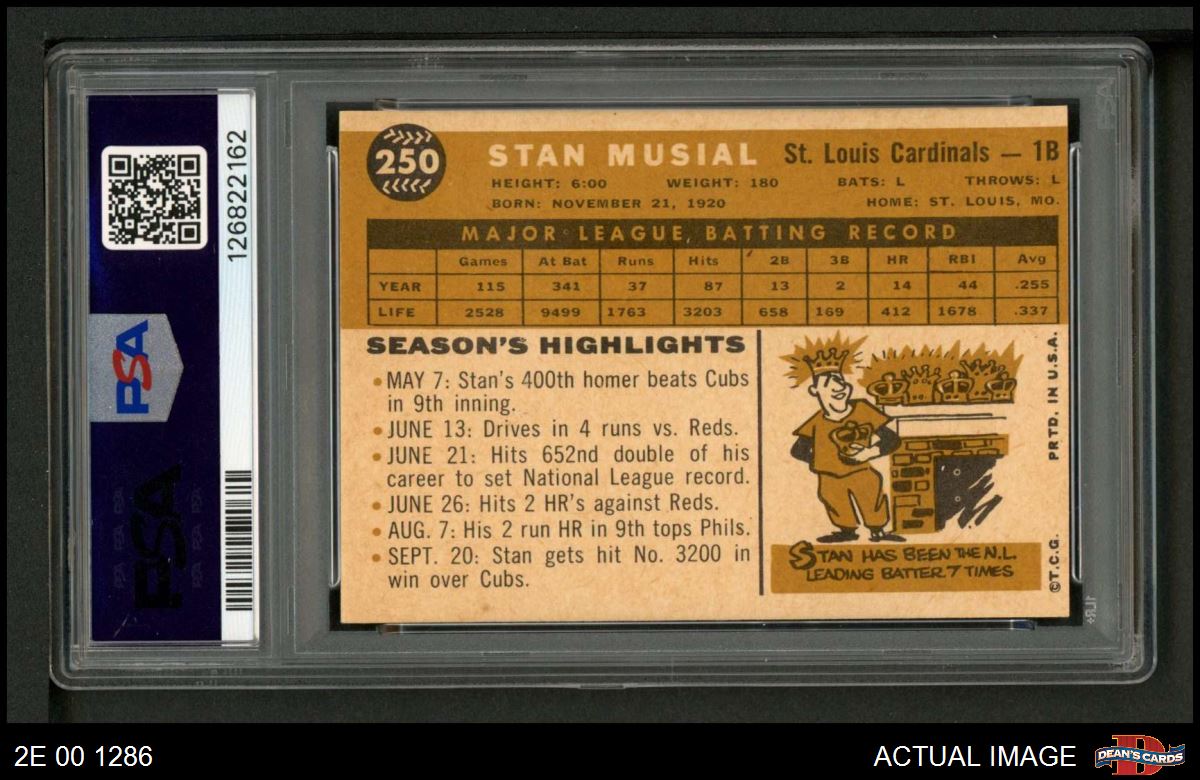 126822162
PSA
PSA
250
STAN MUSIAL St. Louis Cardinals — 1B
HEIGHT: 6:00 WEIGHT: 180 BATS: L THROWS: L
BORN: NOVEMBER 21, 1920 HOME: ST. LOUIS, MO.
MAJOR LEAGUE BATTING RECORD
Games At Bat Runs Hits 2B 3B HR RBI Avg
YEAR 115 341 37 87 13 2 14 44 .255
LIFE 2528 9499 1763 3203 658 169 412 1678 .337
SEASON'S HIGHLIGHTS
• MAY 7: Stan's 400th homer beats Cubs
in 9th inning.
• JUNE 13: Drives in 4 runs vs. Reds.
• JUNE 21: Hits 652nd double of his
career to set National League record.
• JUNE 26: Hits 2 HR's against Reds.
• AUG. 7: His 2 run HR in 9th tops Phils.
• SEPT. 20: Stan gets hit No. 3200 in
win over Cubs.
STAN HAS BEEN THE N.L.
LEADING BATTER 7 TIMES
©T.C.G. PRTD. IN U.S.A.
2E 00 1286
ACTUAL IMAGE
DEAN'S CARDS